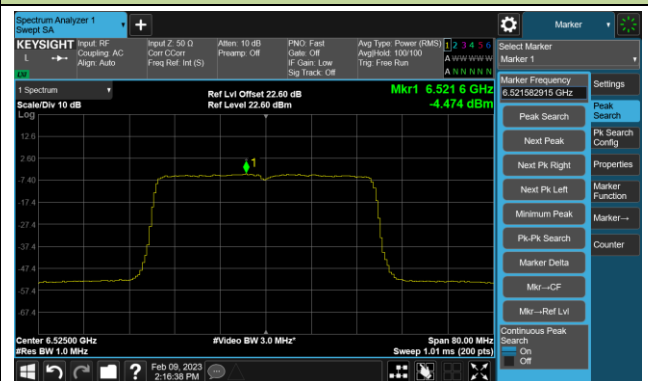 Spectrum Analyzer 1
Swept SA
+
Marker
KEYSIGHT
L
LXI
Input: RF
Coupling: AC
Align: Auto
Input Z: 50 Ω
Corr CCorr
Freq Ref: Int (S)
Atten: 10 dB
Preamp: Off
PNO: Fast
Gate: Off
IF Gain: Low
Sig Track: Off
Avg Type: Power (RMS)
Avg|Hold: 100/100
Trig: Free Run
1 2 3 4 5 6
A W W W W W
A N N N N N
Select Marker
Marker 1
1 Spectrum
Scale/Div 10 dB
Log
Ref Lvl Offset 22.60 dB
Ref Level 22.60 dBm
Mkr1 6.521 6 GHz
-4.474 dBm
12.6
2.60
-7.40
-17.4
-27.4
-37.4
-47.4
-57.4
-67.4
1
Center 6.52500 GHz
#Res BW 1.0 MHz
#Video BW 3.0 MHz*
Span 80.00 MHz
Sweep 1.01 ms (200 pts)
Marker Frequency
6.521582915 GHz
Peak Search
Next Peak
Next Pk Right
Next Pk Left
Minimum Peak
Pk-Pk Search
Marker Delta
Mkr→CF
Mkr→Ref Lvl
Continuous Peak
Search
On
Off
Settings
Peak
Search
Pk Search
Config
Properties
Marker
Function
Marker→
Counter
?
Feb 09, 2023
2:16:38 PM